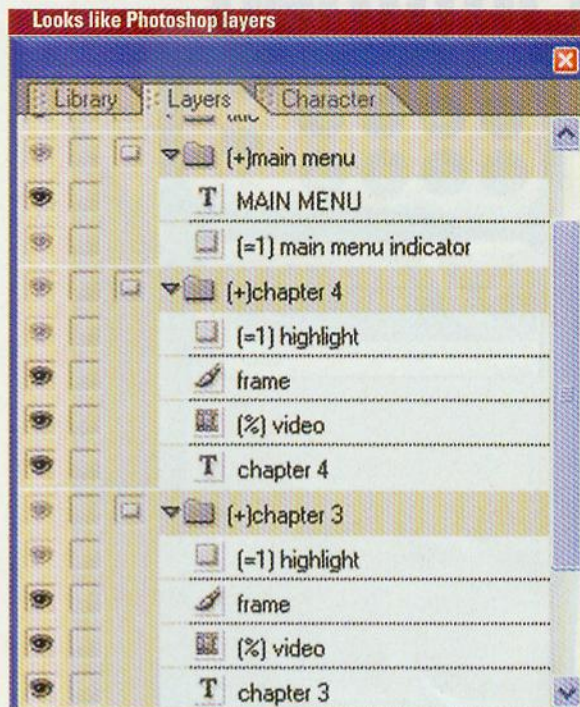 Looks like Photoshop layers
Library Layers Character
(+)main menu
T MAIN MENU
(=1) main menu indicator
(+)chapter 4
(=1) highlight
frame
(%) video
T chapter 4
(+)chapter 3
(=1) highlight
frame
(%) video
T chapter 3